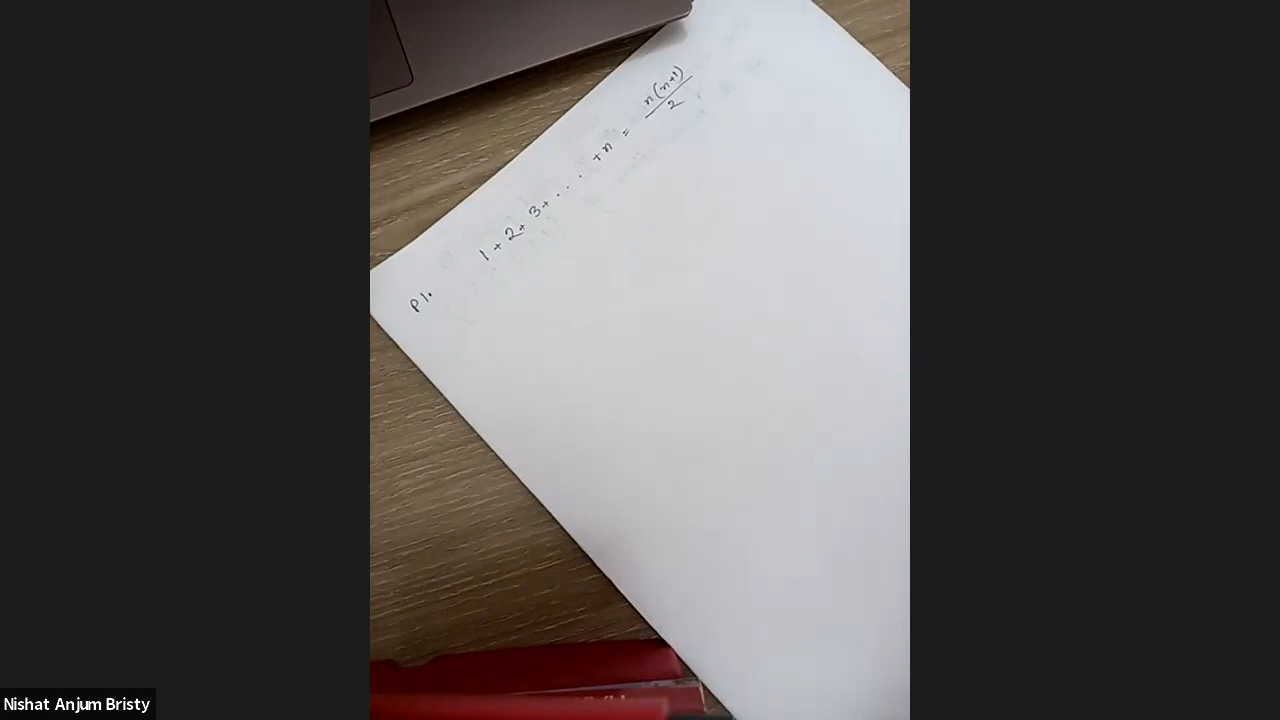 P1. 1 + 2 + 3 + . . . . + n = n(n+1)/2
Nishat Anjum Bristy